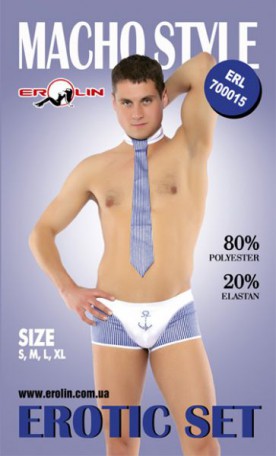 MACHO STYLE
EROLIN
ERL
700015
80%
POLYESTER
20%
ELASTAN
SIZE
S, M, L, XL
www.erolin.com.ua
EROTIC SET